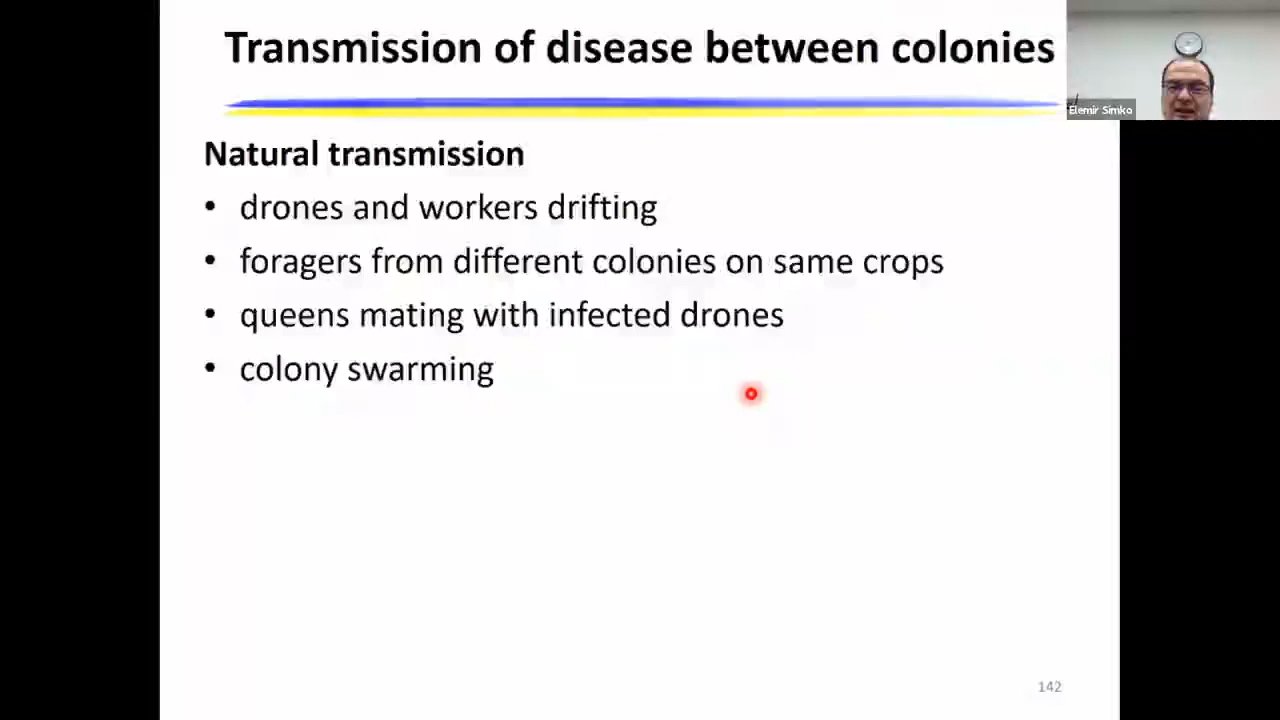 Transmission of disease between colonies
Elemir Simko
Natural transmission
• drones and workers drifting
• foragers from different colonies on same crops
• queens mating with infected drones
• colony swarming
142